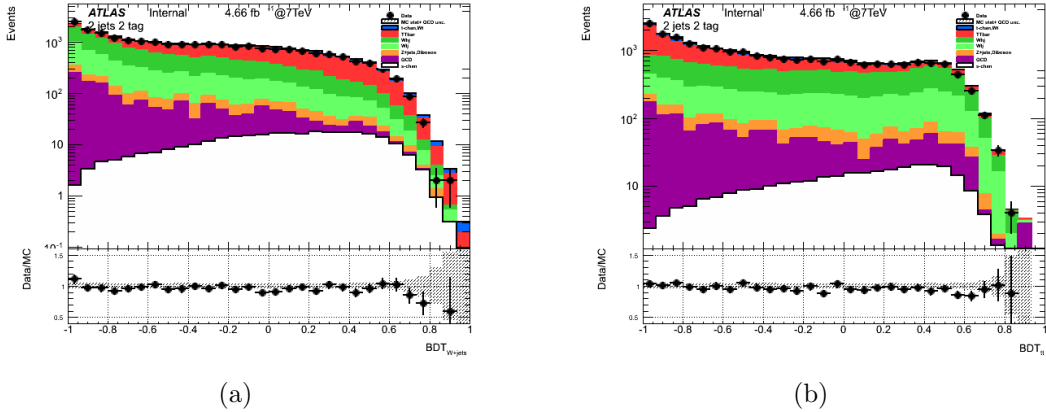 ATLAS Internal 4.66 fb⁻¹@7TeV
2 jets 2 tag
Events
10³
10²
10
1
10⁻¹
Data
MC stat+ QCD unc.
t-chan,Wt
TTbar
Whj
Wlj
Z+jets,Diboson
QCD
s-chan
Data/MC
1.5
1
0.5
-1 -0.8 -0.6 -0.4 -0.2 0 0.2 0.4 0.6 0.8 1
BDT_W+jets
(a)
ATLAS Internal 4.66 fb⁻¹@7TeV
2 jets 2 tag
Events
10³
10²
10
Data
MC stat+ QCD unc.
t-chan,Wt
TTbar
Whj
Wlj
Z+jets,Diboson
QCD
s-chan
Data/MC
1.5
1
0.5
-1 -0.8 -0.6 -0.4 -0.2 0 0.2 0.4 0.6 0.8 1
BDT_tt
(b)